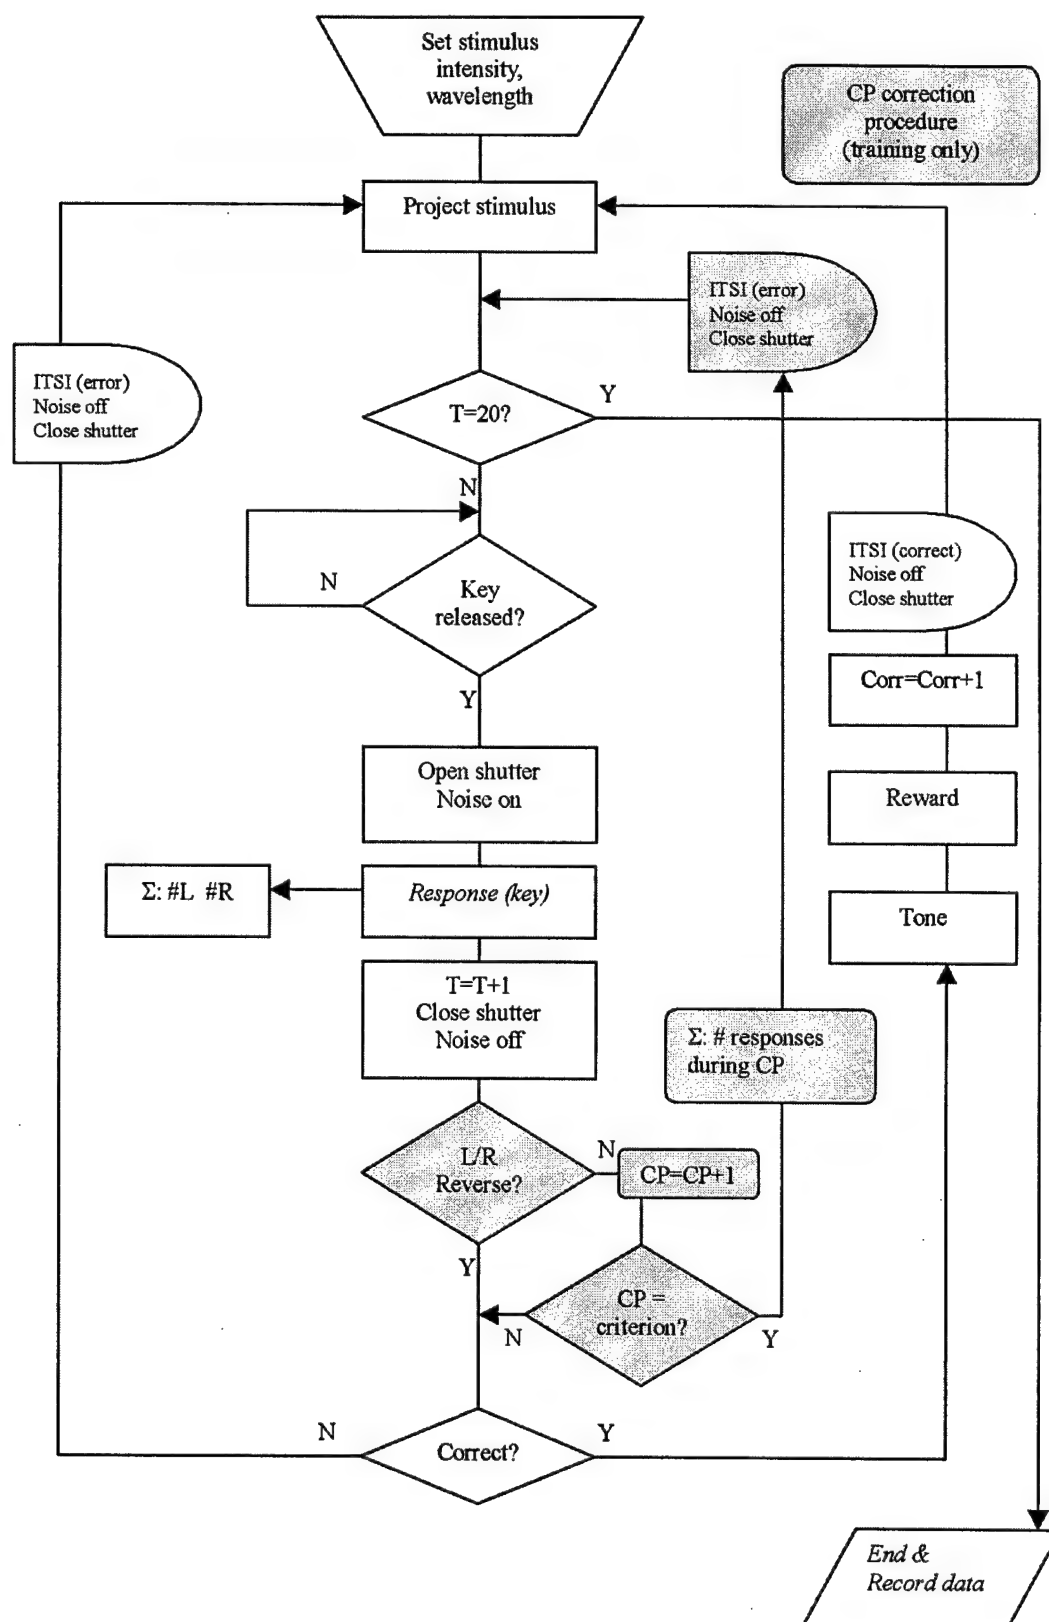 Set stimulus
intensity,
wavelength
CP correction
procedure
(training only)
Project stimulus
ITSI (error)
Noise off
Close shutter
ITSI (error)
Noise off
Close shutter
T=20?
Y
N
ITSI (correct)
Noise off
Close shutter
N
Key
released?
Y
Corr=Corr+1
Open shutter
Noise on
Reward
Σ: #L #R
Response (key)
Tone
T=T+1
Close shutter
Noise off
Σ: # responses
during CP
L/R
Reverse?
N
CP=CP+1
Y
CP =
criterion?
N
Y
N
Correct?
Y
End &
Record data